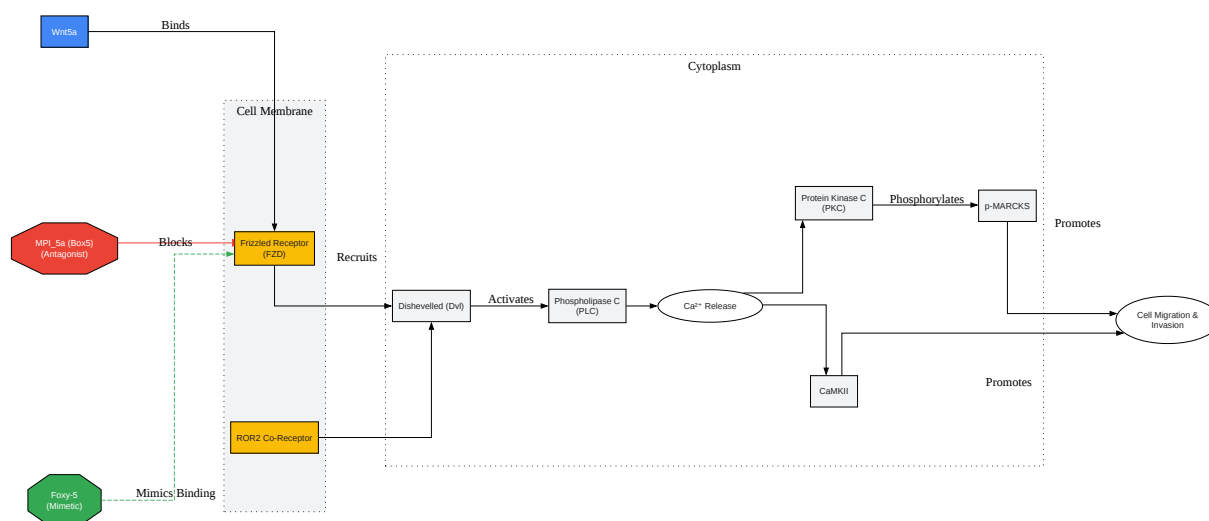 Wnt5a
Binds
Cytoplasm
Cell Membrane
Protein Kinase C
(PKC)
Phosphorylates
p-MARCKS
Promotes
MPI_5a (Box5)
(Antagonist)
Blocks
Frizzled Receptor
(FZD)
Recruits
Dishevelled (Dvl)
Activates
Phospholipase C
(PLC)
Ca²⁺ Release
Cell Migration &
Invasion
CaMKII
Promotes
ROR2 Co-Receptor
Foxy-5
(Mimetic)
Mimics Binding